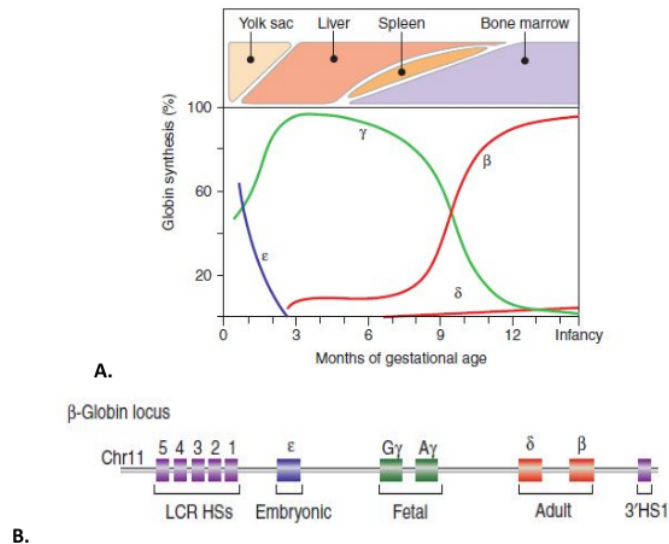 Yolk sac Liver Spleen Bone marrow
100
60
20
Globin synthesis (%)
γ
β
ε
δ
0 3 6 9 12 Infancy
Months of gestational age
A.
β-Globin locus
Chr11 5 4 3 2 1 ε Gγ Aγ δ β
LCR HSs Embryonic Fetal Adult 3'HS1
B.